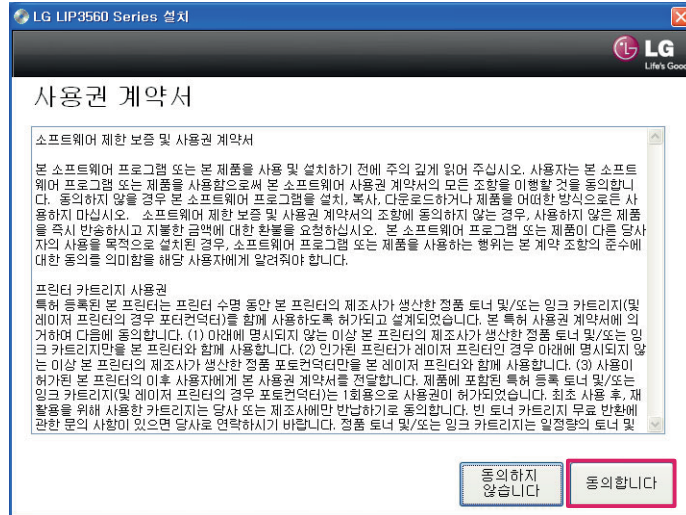 LG LIP3560 Series 설치
LG
Life's Good
사용권 계약서
소프트웨어 제한 보증 및 사용권 계약서
본 소프트웨어 프로그램 또는 본 제품을 사용 및 설치하기 전에 주의 깊게 읽어 주십시오. 사용자는 본 소프트
웨어 프로그램 또는 제품을 사용함으로써 본 소프트웨어 사용권 계약서의 모든 조항을 이행할 것을 동의합니
다.  동의하지 않을 경우 본 소프트웨어 프로그램을 설치, 복사, 다운로드하거나 제품을 어떠한 방식으로든 사
용하지 마십시오.   소프트웨어 제한 보증 및 사용권 계약서의 조항에 동의하지 않는 경우, 사용하지 않은 제품
을 즉시 반송하시고 지불한 금액에 대한 환불을 요청하십시오.  본 소프트웨어 프로그램 또는 제품이 다른 당사
자의 사용을 목적으로 설치된 경우, 소프트웨어 프로그램 또는 제품을 사용하는 행위는 본 계약 조항의 준수에
대한 동의를 의미함을 해당 사용자에게 알려줘야 합니다.
프린터 카트리지 사용권
특허 등록된 본 프린터는 프린터 수명 동안 본 프린터의 제조사가 생산한 정품 토너 및/또는 잉크 카트리지(및
레이저 프린터의 경우 포터컨덕터)를 함께 사용하도록 허가되고 설계되었습니다. 본 특허 사용권 계약서에 의
거하여 다음에 동의합니다. (1) 아래에 명시되지 않는 이상 본 프린터의 제조사가 생산한 정품 토너 및/또는 잉
크 카트리지만을 본 프린터와 함께 사용합니다. (2) 인가된 프린터가 레이저 프린터인 경우 아래에 명시되지 않
는 이상 본 프린터의 제조사가 생산한 정품 포토컨덕터만을 본 레이저 프린터와 함께 사용합니다. (3) 사용이
허가된 본 프린터의 이후 사용자에게 본 사용권 계약서를 전달합니다. 제품에 포함된 특허 등록 토너 및/또는
잉크 카트리지(및 레이저 프린터의 경우 포토컨덕터)는 1회용으로 사용권이 허가되었습니다. 최초 사용 후, 재
활용을 위해 사용한 카트리지는 당사 또는 제조사에만 반납하기로 동의합니다. 빈 토너 카트리지 무료 반환에
관한 문의 사항이 있으면 당사로 연락하시기 바랍니다. 정품 토너 및/또는 잉크 카트리지는 일정량의 토너 및
동의하지
않습니다
동의합니다